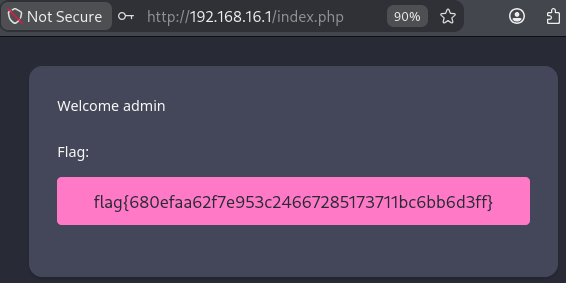 Not Secure http://192.168.16.1/index.php 90%
Welcome admin
Flag:
flag{680efaa62f7e953c24667285173711bc6bb6d3ff}